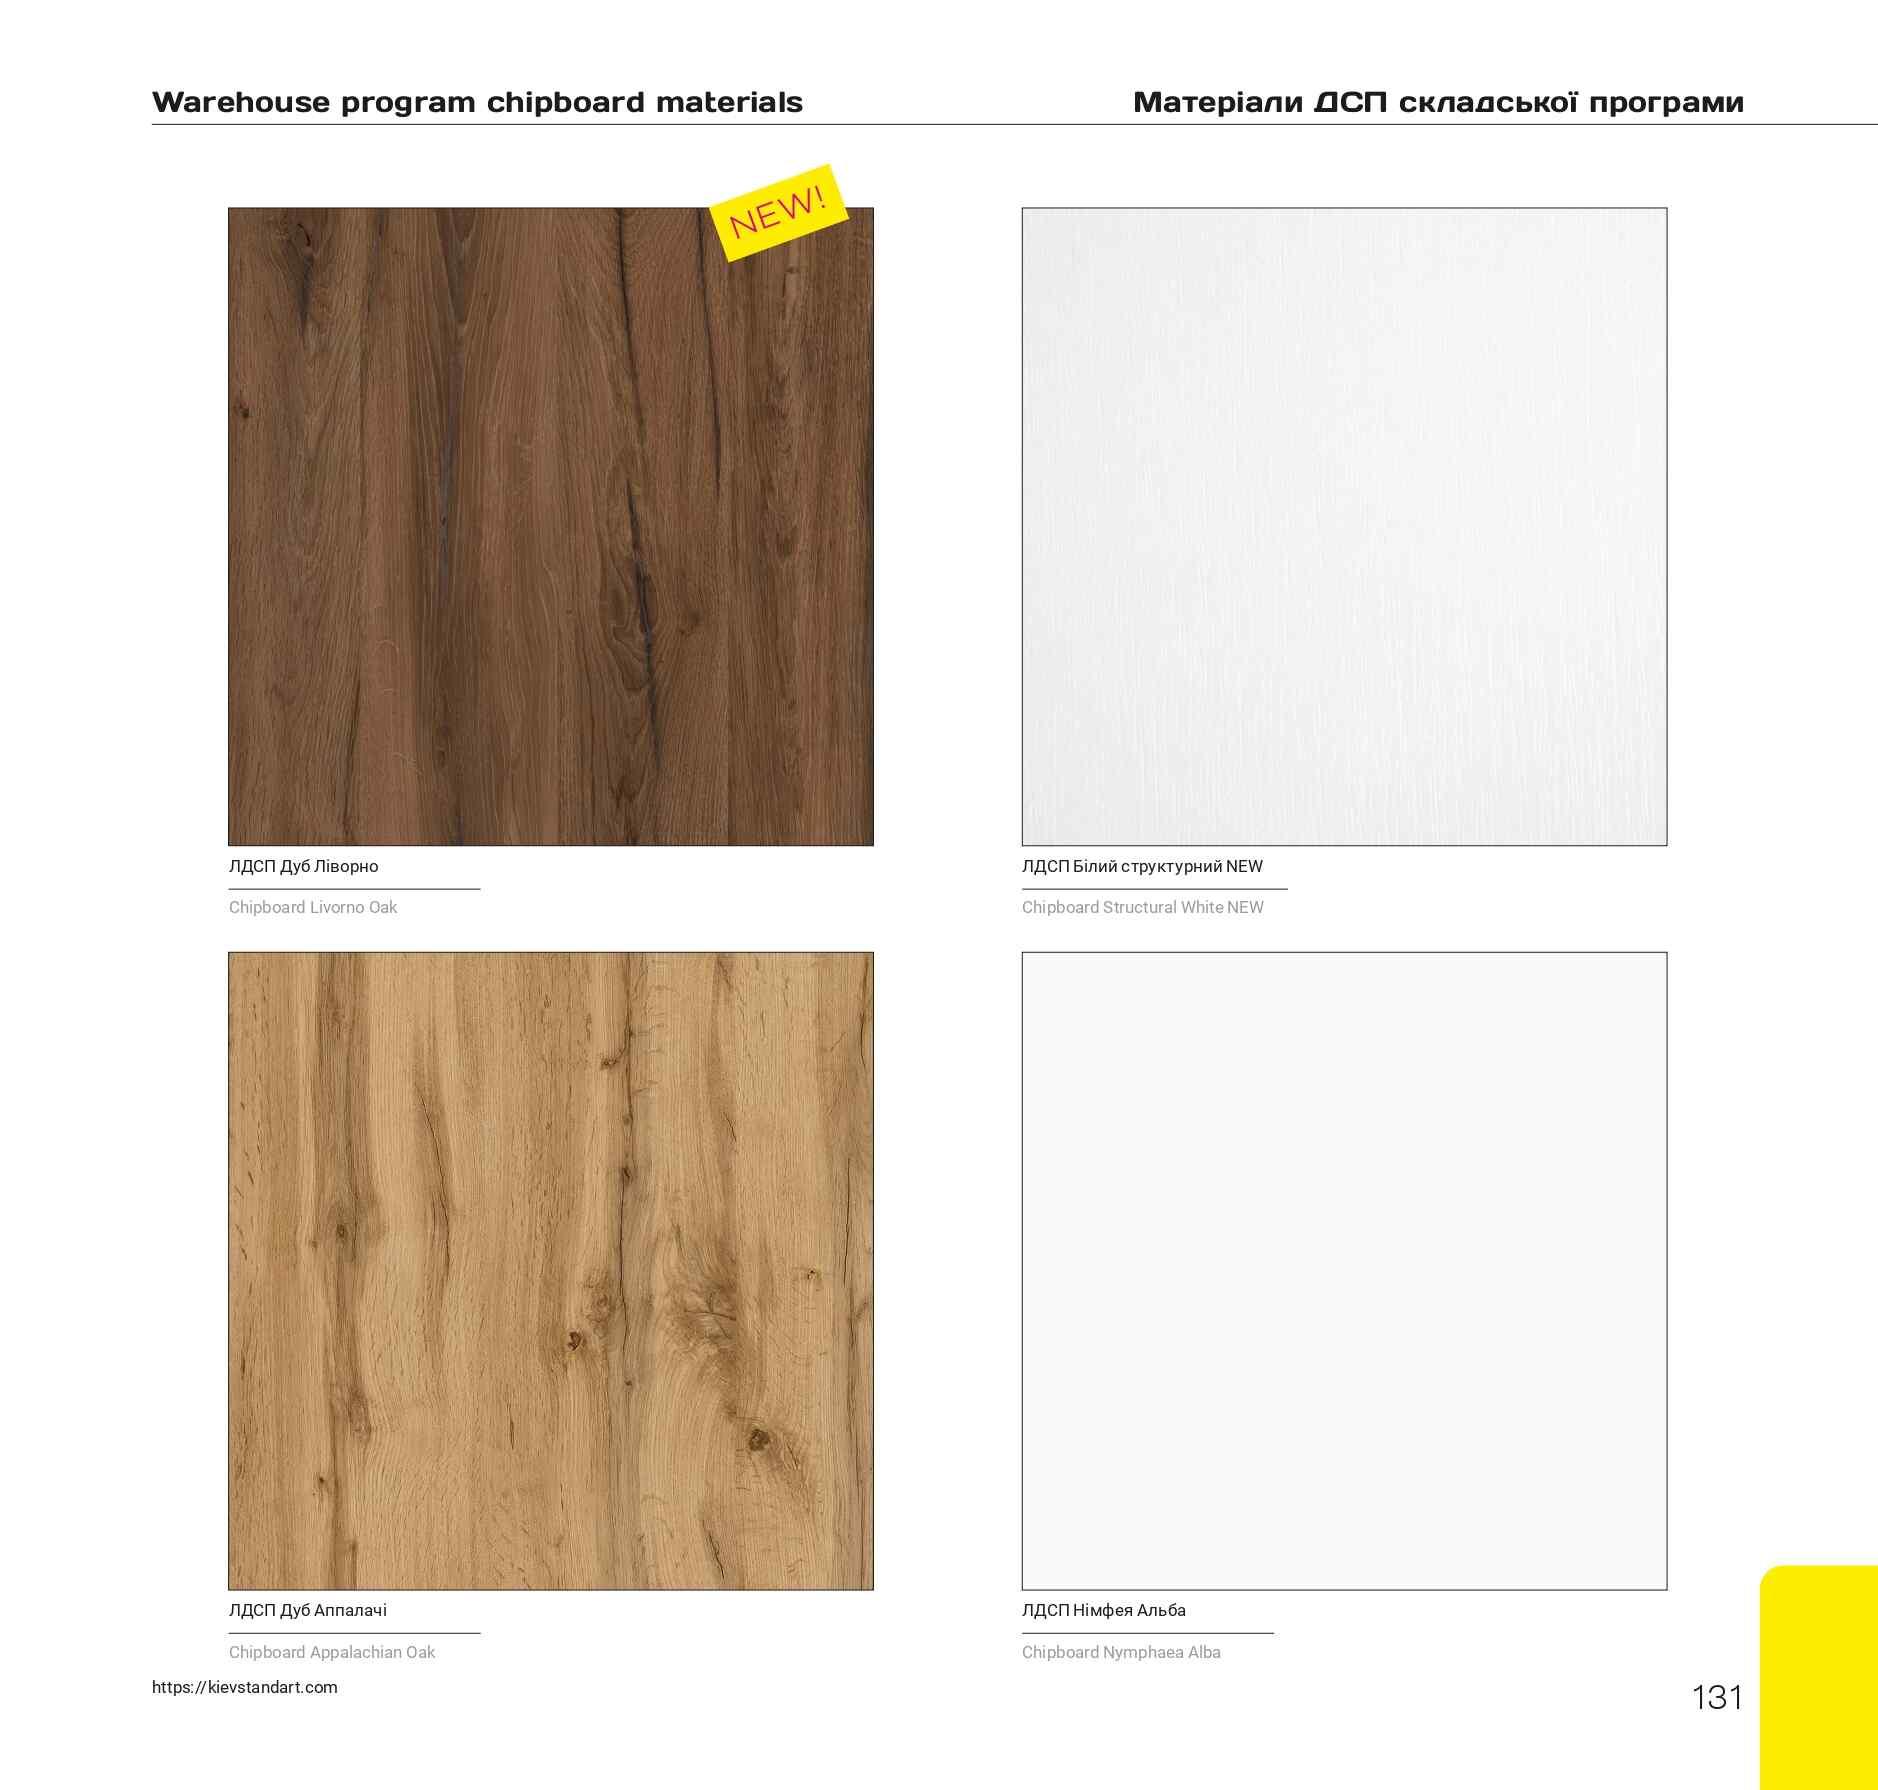 Warehouse program chipboard materials
Матеріали ДСП складської програми
NEW!
ЛДСП Дуб Ліворно
Chipboard Livorno Oak
ЛДСП Білий структурний NEW
Chipboard Structural White NEW
ЛДСП Дуб Аппалачі
Chipboard Appalachian Oak
ЛДСП Німфея Альба
Chipboard Nymphaea Alba
https://kievstandart.com
131